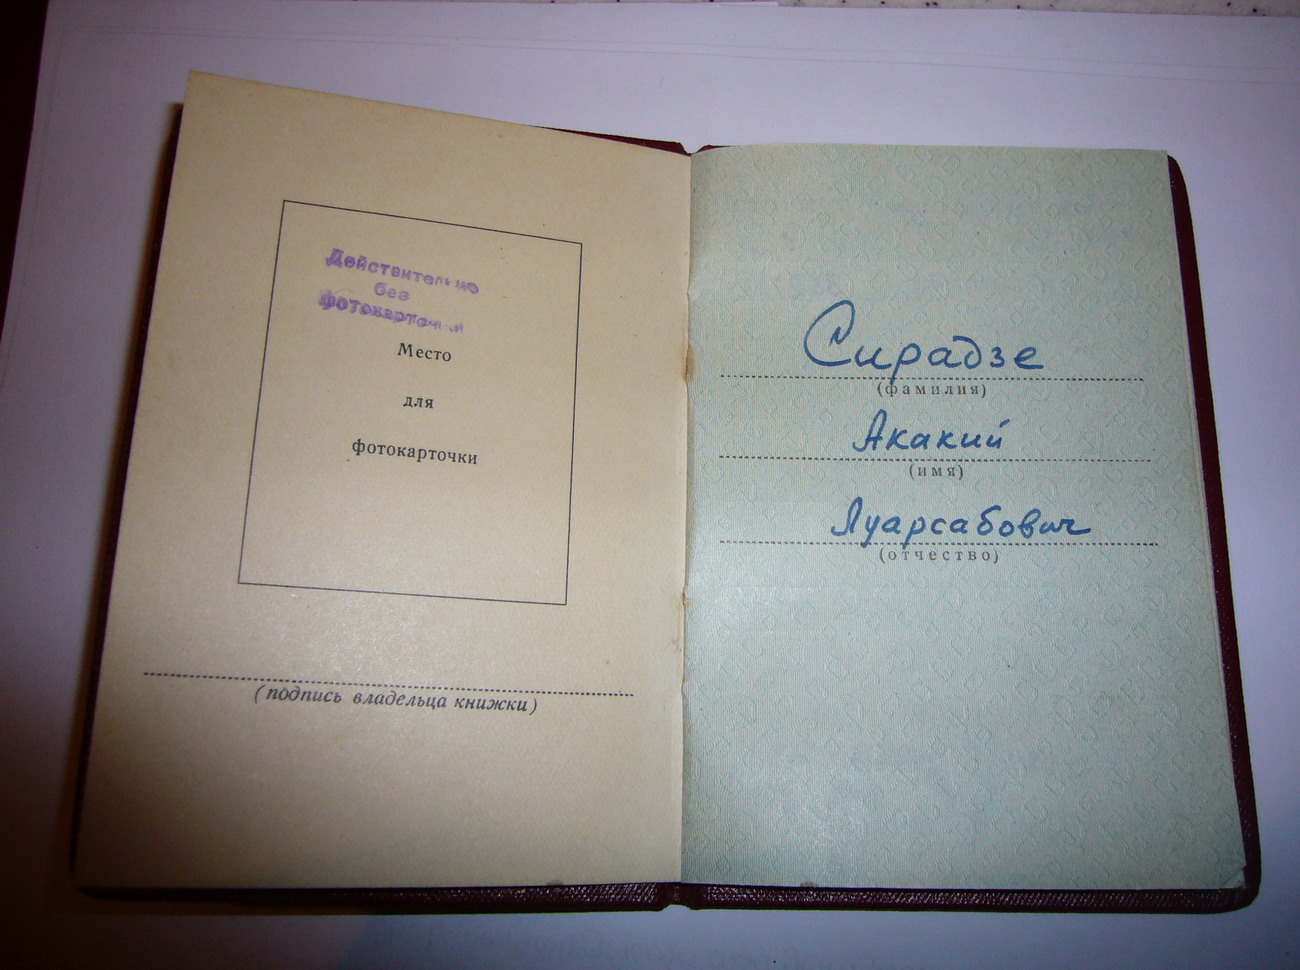 Действительно
без
фотокарточки
Место
для
фотокарточки
(подпись владельца книжки)
Сирадзе
(фамилия)
Акакий
(имя)
Луарсабович
(отчество)